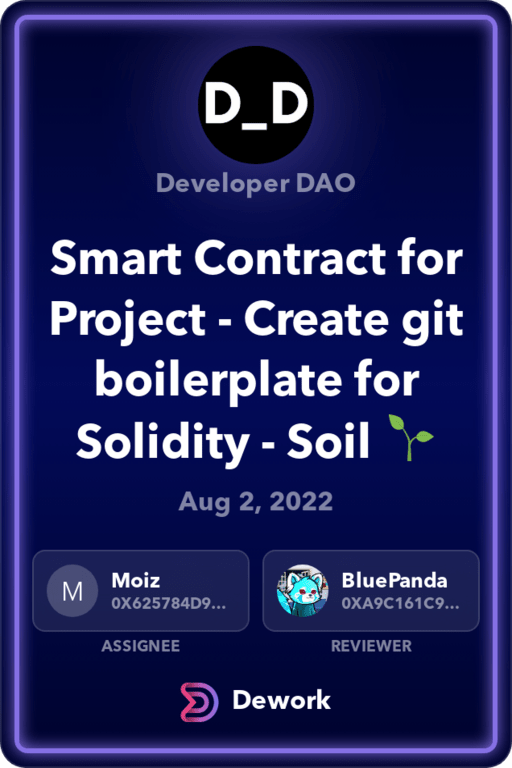 D_D
Developer DAO
Smart Contract for
Project - Create git
boilerplate for
Solidity - Soil 🌱
Aug 2, 2022
M
Moiz
0X625784D9...
ASSIGNEE
BluePanda
0XA9C161C9...
REVIEWER
Dework